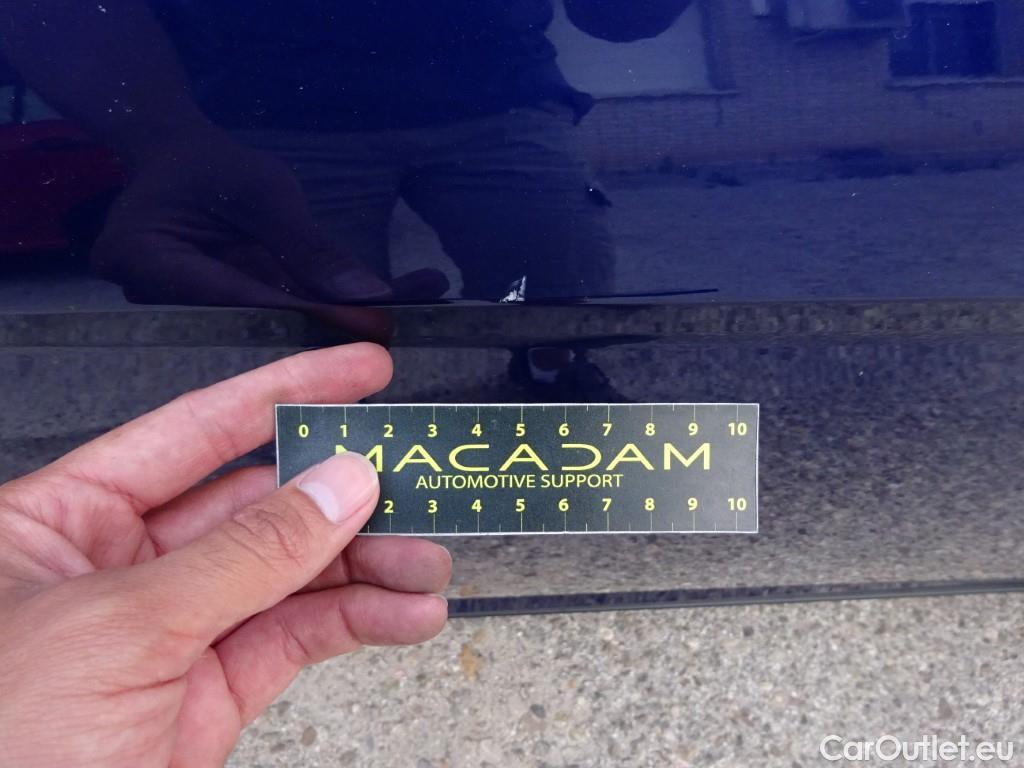 0 1 2 3 4 5 6 7 8 9 10
MACADAM
AUTOMOTIVE SUPPORT
2 3 4 5 6 7 8 9 10
CarOutlet.eu